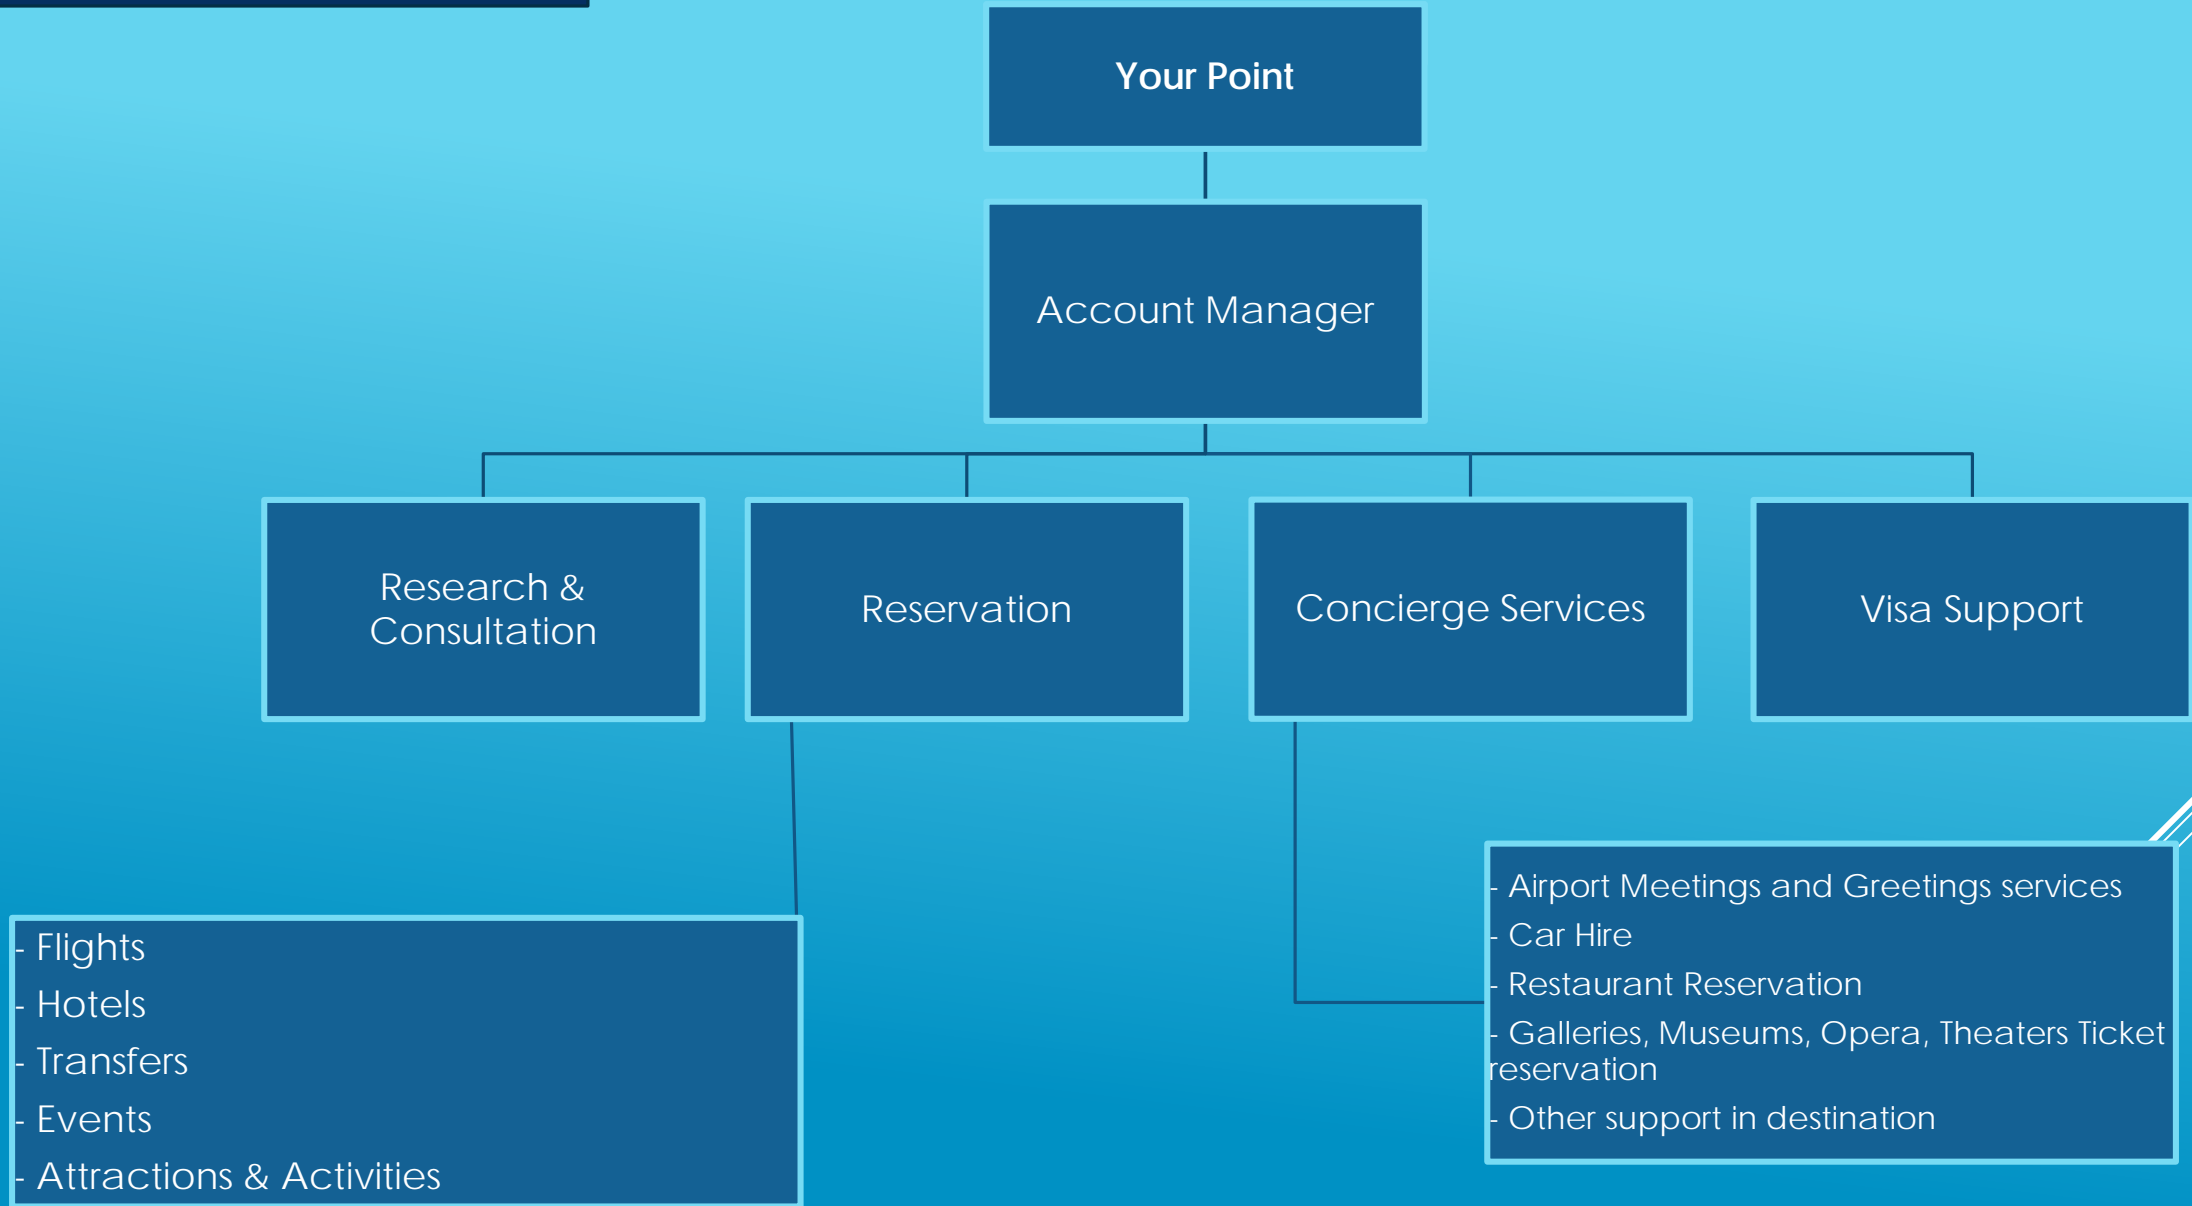 Your Point
Account Manager
Research &
Consultation
Reservation
Concierge Services
Visa Support
- Flights
- Hotels
- Transfers
- Events
- Attractions & Activities
- Airport Meetings and Greetings services
- Car Hire
- Restaurant Reservation
- Galleries, Museums, Opera, Theaters Ticket
reservation
- Other support in destination